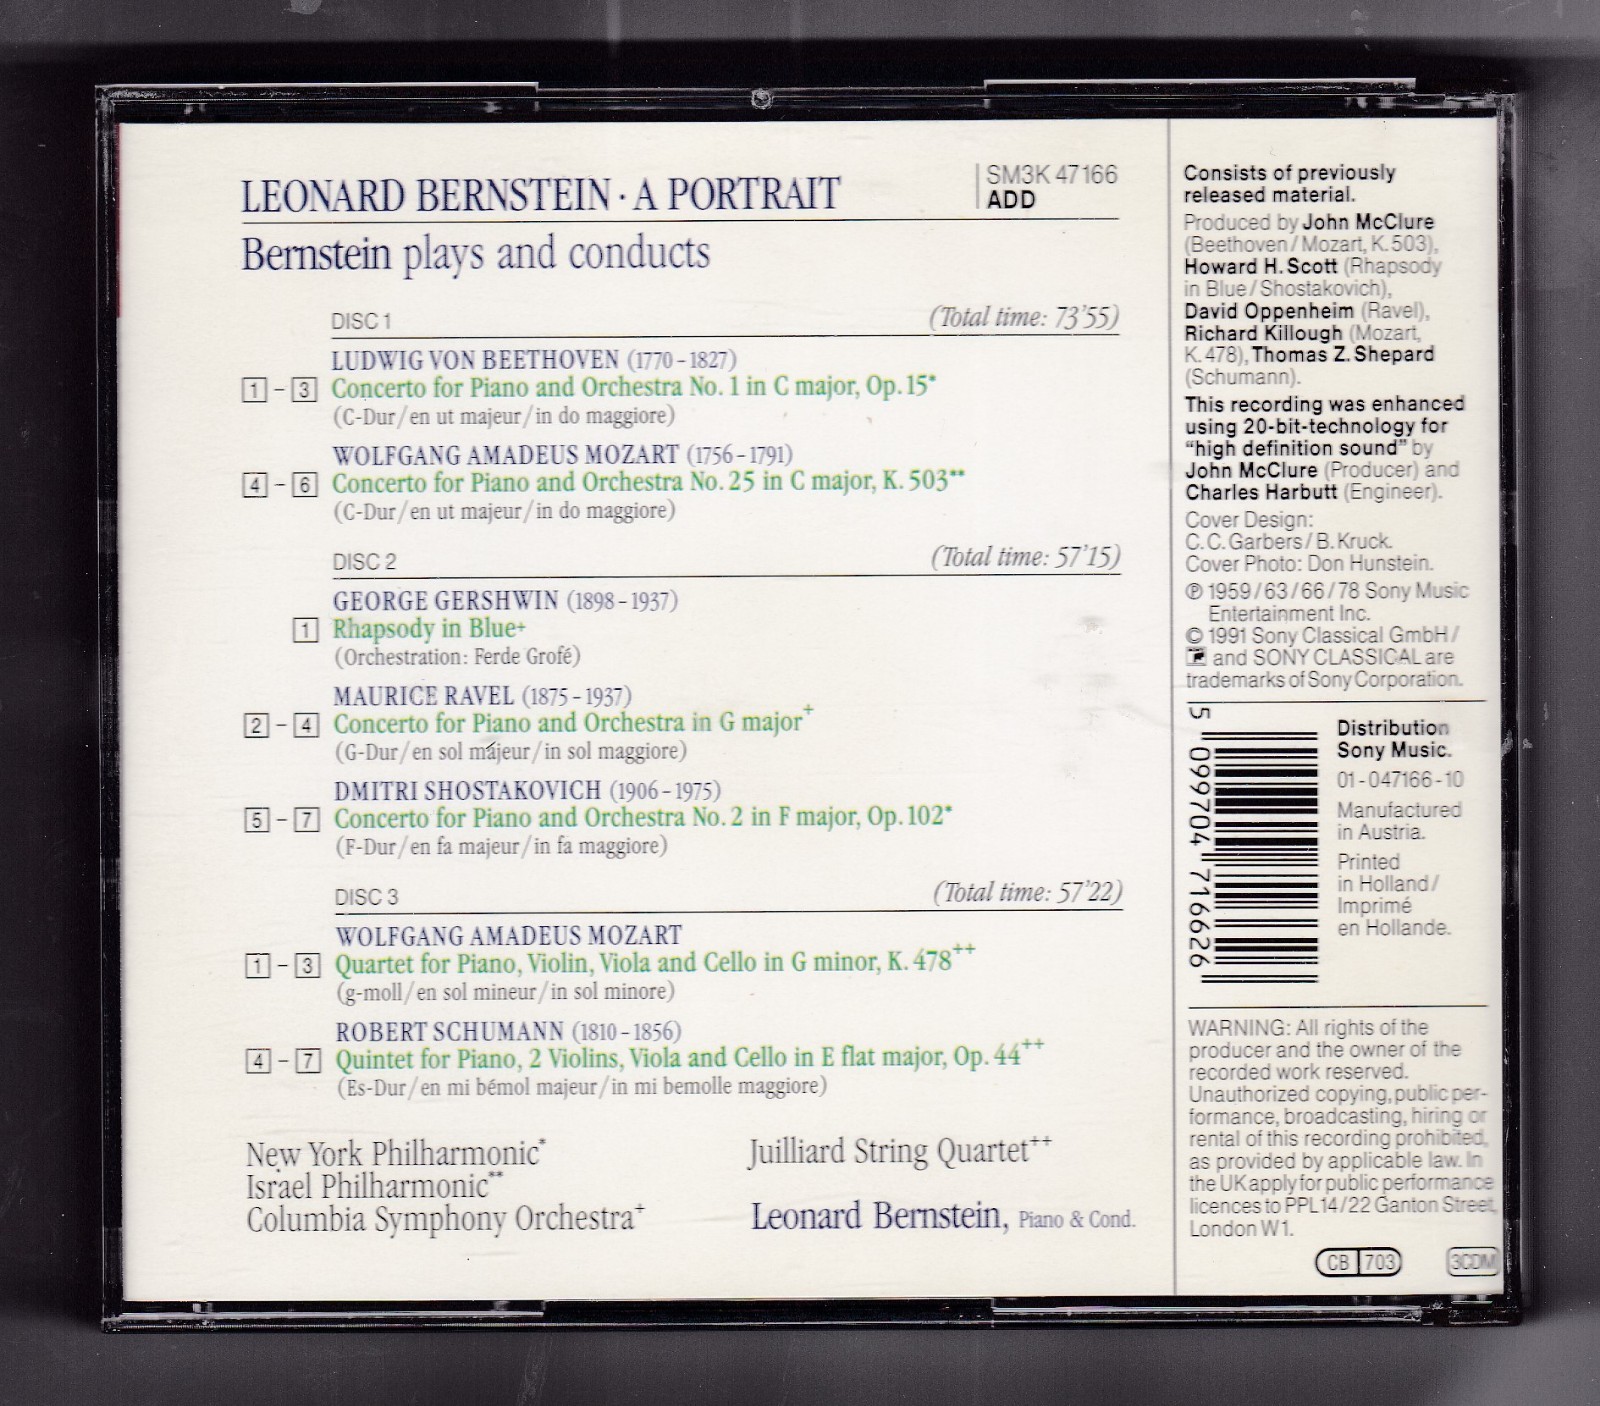 LEONARD BERNSTEIN · A PORTRAIT
SM3K 47166
ADD
Bernstein plays and conducts
DISC 1 (Total time: 73'55)
LUDWIG VON BEETHOVEN (1770–1827)
1 – 3 Concerto for Piano and Orchestra No. 1 in C major, Op. 15*
(C-Dur/en ut majeur/in do maggiore)
WOLFGANG AMADEUS MOZART (1756–1791)
4 – 6 Concerto for Piano and Orchestra No. 25 in C major, K. 503**
(C-Dur/en ut majeur/in do maggiore)
DISC 2 (Total time: 57'15)
GEORGE GERSHWIN (1898–1937)
1 Rhapsody in Blue+
(Orchestration: Ferde Grofé)
MAURICE RAVEL (1875–1937)
2 – 4 Concerto for Piano and Orchestra in G major+
(G-Dur/en sol majeur/in sol maggiore)
DMITRI SHOSTAKOVICH (1906–1975)
5 – 7 Concerto for Piano and Orchestra No. 2 in F major, Op. 102*
(F-Dur/en fa majeur/in fa maggiore)
DISC 3 (Total time: 57'22)
WOLFGANG AMADEUS MOZART
1 – 3 Quartet for Piano, Violin, Viola and Cello in G minor, K. 478++
(g-moll/en sol mineur/in sol minore)
ROBERT SCHUMANN (1810–1856)
4 – 7 Quintet for Piano, 2 Violins, Viola and Cello in E flat major, Op. 44++
(Es-Dur/en mi bémol majeur/in mi bemolle maggiore)
New York Philharmonic*
Israel Philharmonic**
Columbia Symphony Orchestra+
Juilliard String Quartet++
Leonard Bernstein, Piano & Cond.
Consists of previously
released material.
Produced by John McClure
(Beethoven/Mozart, K. 503),
Howard H. Scott (Rhapsody
in Blue/Shostakovich),
David Oppenheim (Ravel),
Richard Killough (Mozart,
K. 478), Thomas Z. Shepard
(Schumann).
This recording was enhanced
using 20-bit-technology for
“high definition sound” by
John McClure (Producer) and
Charles Harbutt (Engineer).
Cover Design:
C. C. Garbers/B. Kruck.
Cover Photo: Don Hunstein.
℗ 1959/63/66/78 Sony Music
Entertainment Inc.
© 1991 Sony Classical GmbH/
and SONY CLASSICAL are
trademarks of Sony Corporation.
5 099704 716626
Distribution
Sony Music.
01-047166-10
Manufactured
in Austria.
Printed
in Holland/
Imprimé
en Hollande.
WARNING: All rights of the
producer and the owner of the
recorded work reserved.
Unauthorized copying, public per-
formance, broadcasting, hiring or
rental of this recording prohibited,
as provided by applicable law. In
the UK apply for public performance
licences to PPL 14/22 Ganton Street,
London W1.
CB 703
3CDM